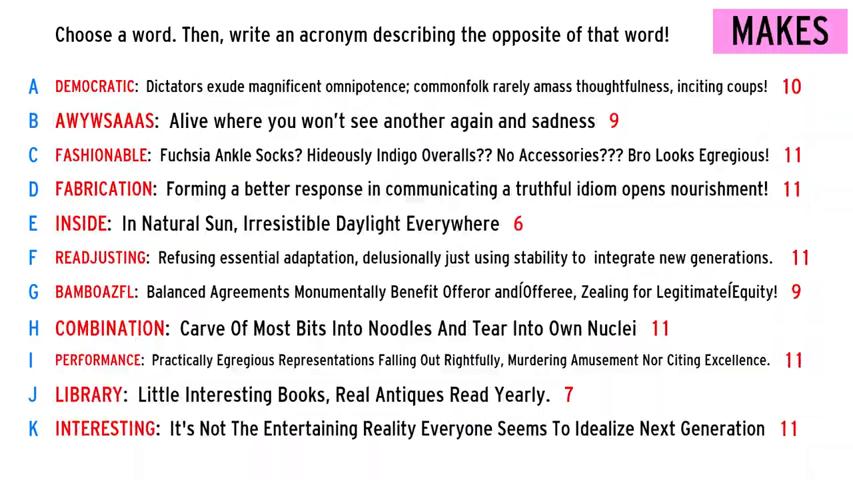 Choose a word. Then, write an acronym describing the opposite of that word!
MAKES
A DEMOCRATIC: Dictators exude magnificent omnipotence; commonfolk rarely amass thoughtfulness, inciting coups! 10
B AWYWSAAAS: Alive where you won't see another again and sadness 9
C FASHIONABLE: Fuchsia Ankle Socks? Hideously Indigo Overalls?? No Accessories??? Bro Looks Egregious! 11
D FABRICATION: Forming a better response in communicating a truthful idiom opens nourishment! 11
E INSIDE: In Natural Sun, Irresistible Daylight Everywhere 6
F READJUSTING: Refusing essential adaptation, delusionally just using stability to integrate new generations. 11
G BAMBOAZFL: Balanced Agreements Monumentally Benefit Offeror andÍOfferee, Zealing for LegitimateÍEquity! 9
H COMBINATION: Carve Of Most Bits Into Noodles And Tear Into Own Nuclei 11
I PERFORMANCE: Practically Egregious Representations Falling Out Rightfully, Murdering Amusement Nor Citing Excellence. 11
J LIBRARY: Little Interesting Books, Real Antiques Read Yearly. 7
K INTERESTING: It's Not The Entertaining Reality Everyone Seems To Idealize Next Generation 11